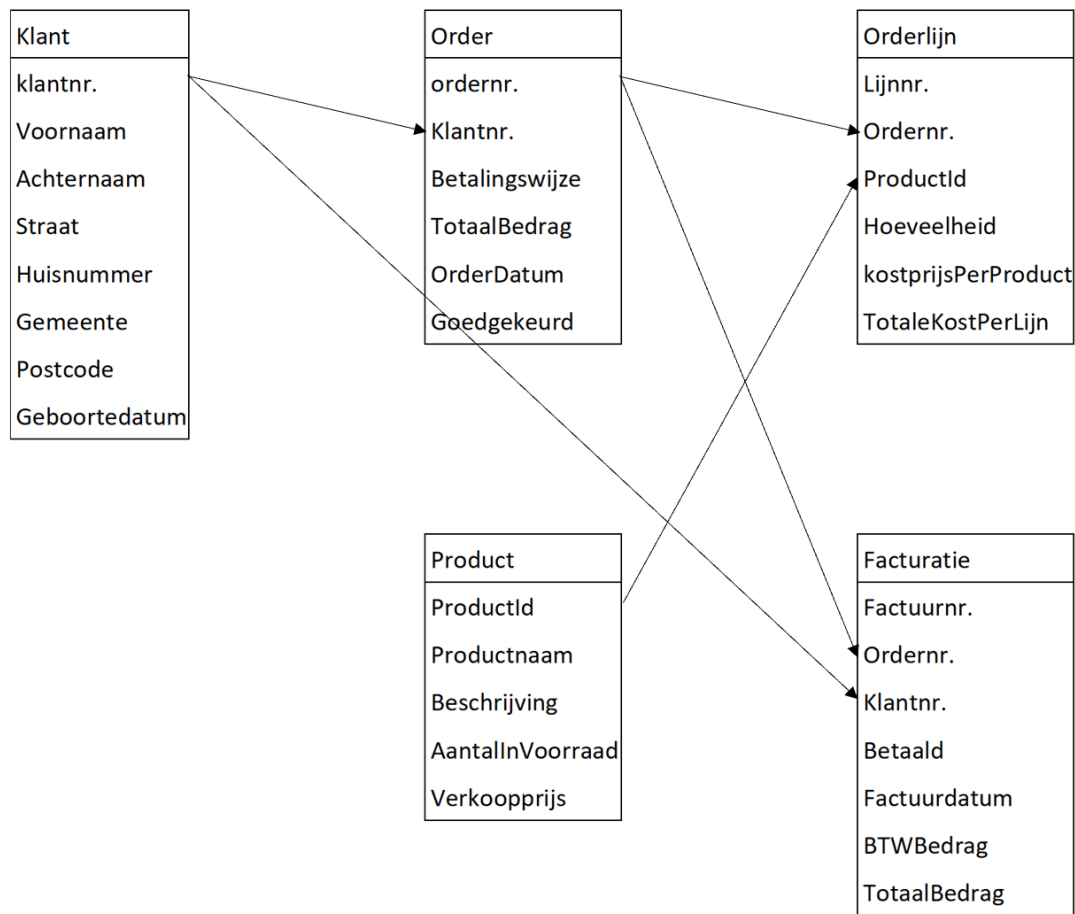 Klant
klantnr.
Voornaam
Achternaam
Straat
Huisnummer
Gemeente
Postcode
Geboortedatum
Order
ordernr.
Klantnr.
Betalingswijze
TotaalBedrag
OrderDatum
Goedgekeurd
Orderlijn
Lijnnr.
Ordernr.
ProductId
Hoeveelheid
kostprijsPerProduct
TotaleKostPerLijn
Product
ProductId
Productnaam
Beschrijving
AantalInVoorraad
Verkoopprijs
Facturatie
Factuurnr.
Ordernr.
Klantnr.
Betaald
Factuurdatum
BTWBedrag
TotaalBedrag